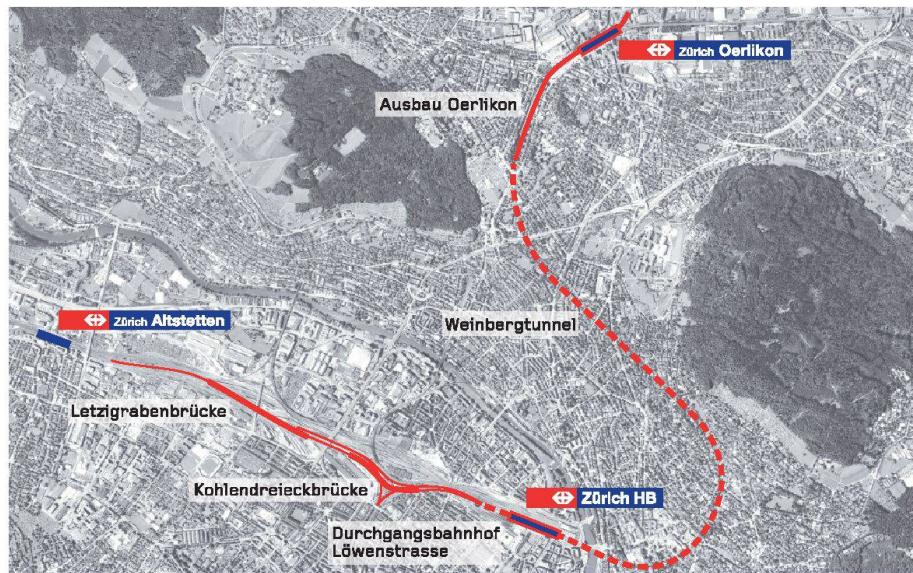 Zürich Oerlikon
Ausbau Oerlikon
Zürich Altstetten
Weinbergtunnel
Letzigrabenbrücke
Kohlendreieckbrücke
Zürich HB
Durchgangsbahnhof
Löwenstrasse